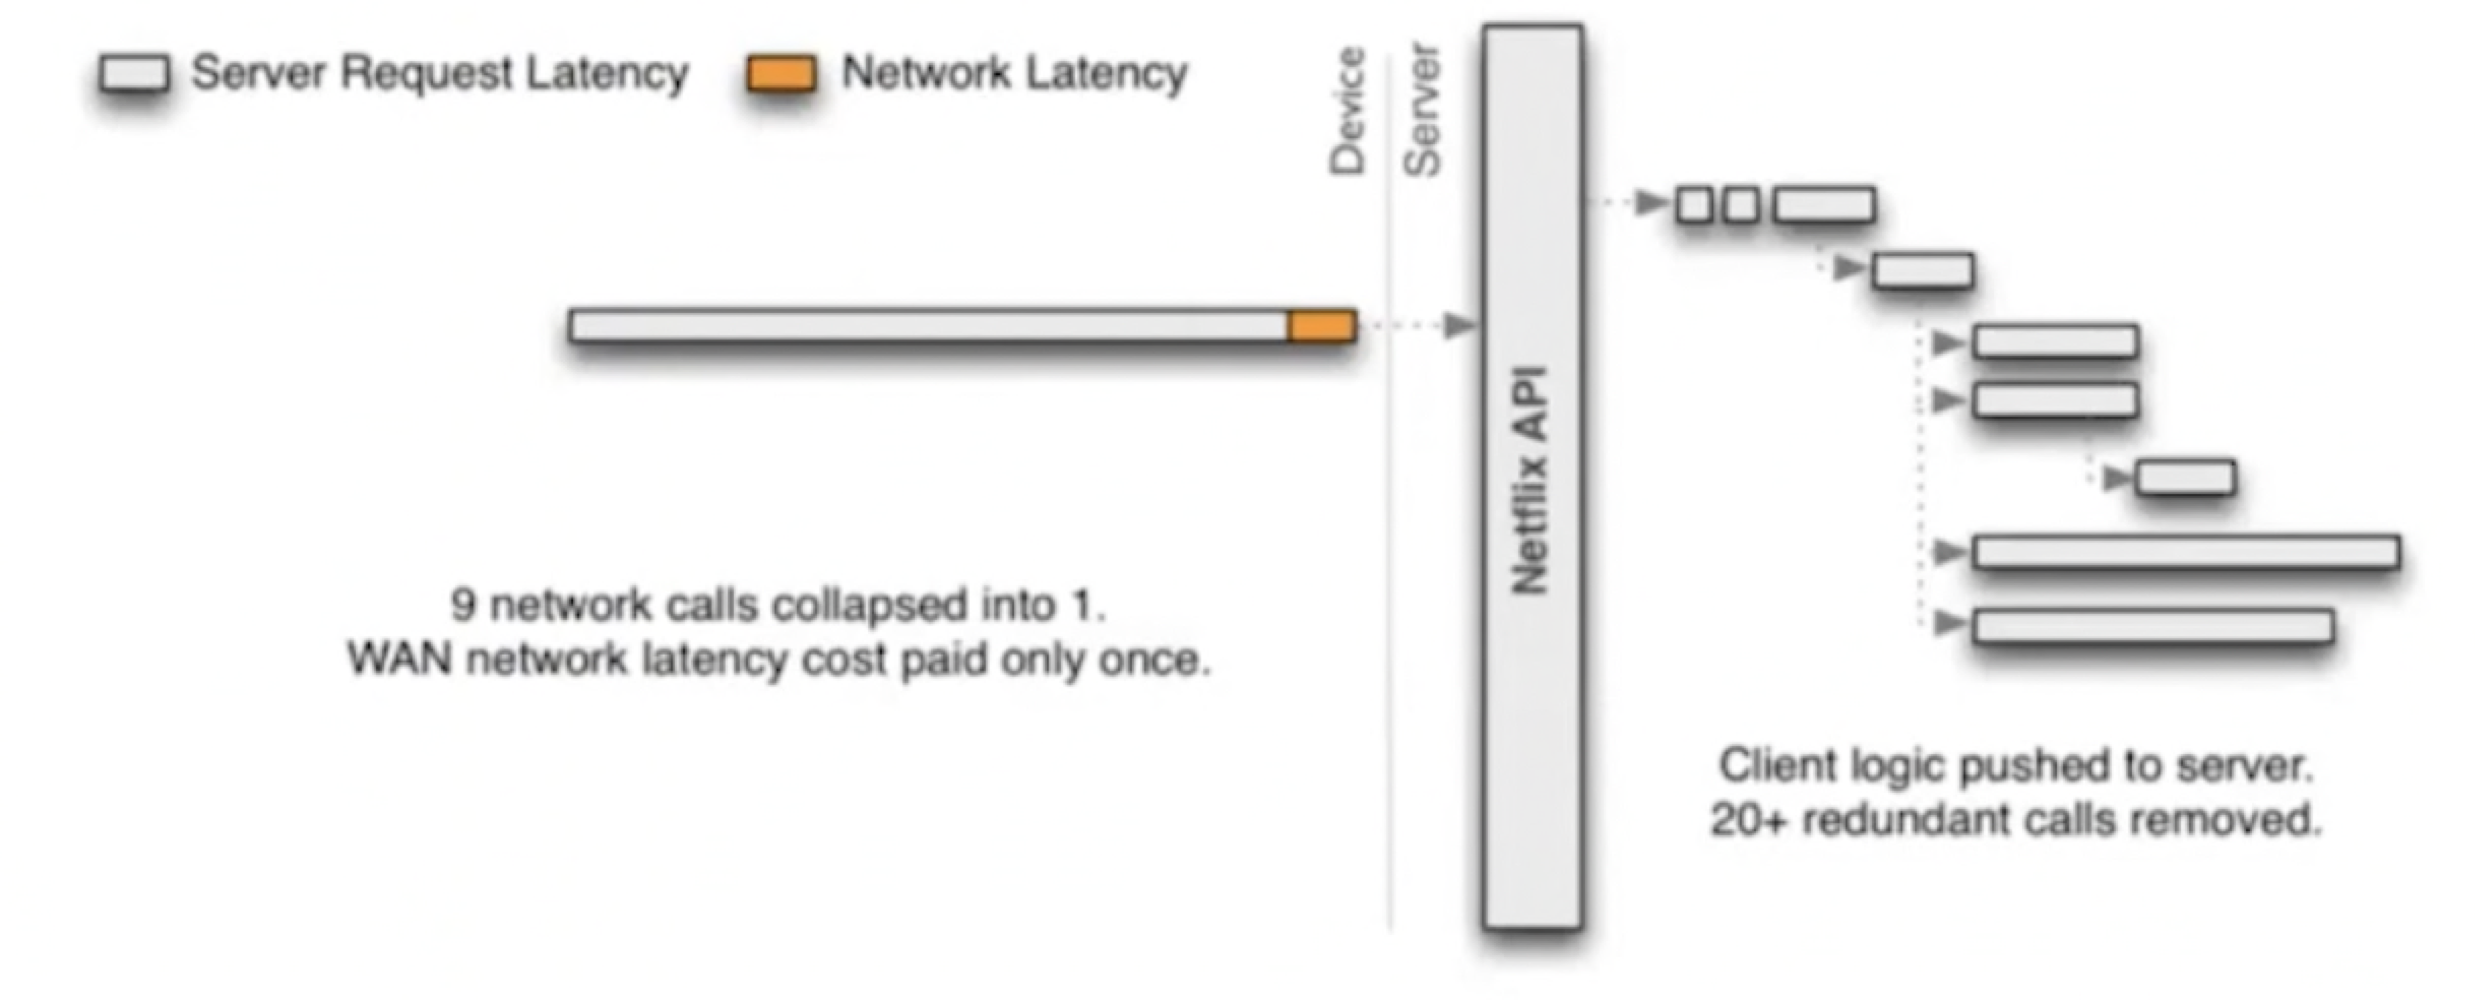 Server Request Latency
Network Latency
Device
Server
Netflix API
9 network calls collapsed into 1.
WAN network latency cost paid only once.
Client logic pushed to server.
20+ redundant calls removed.